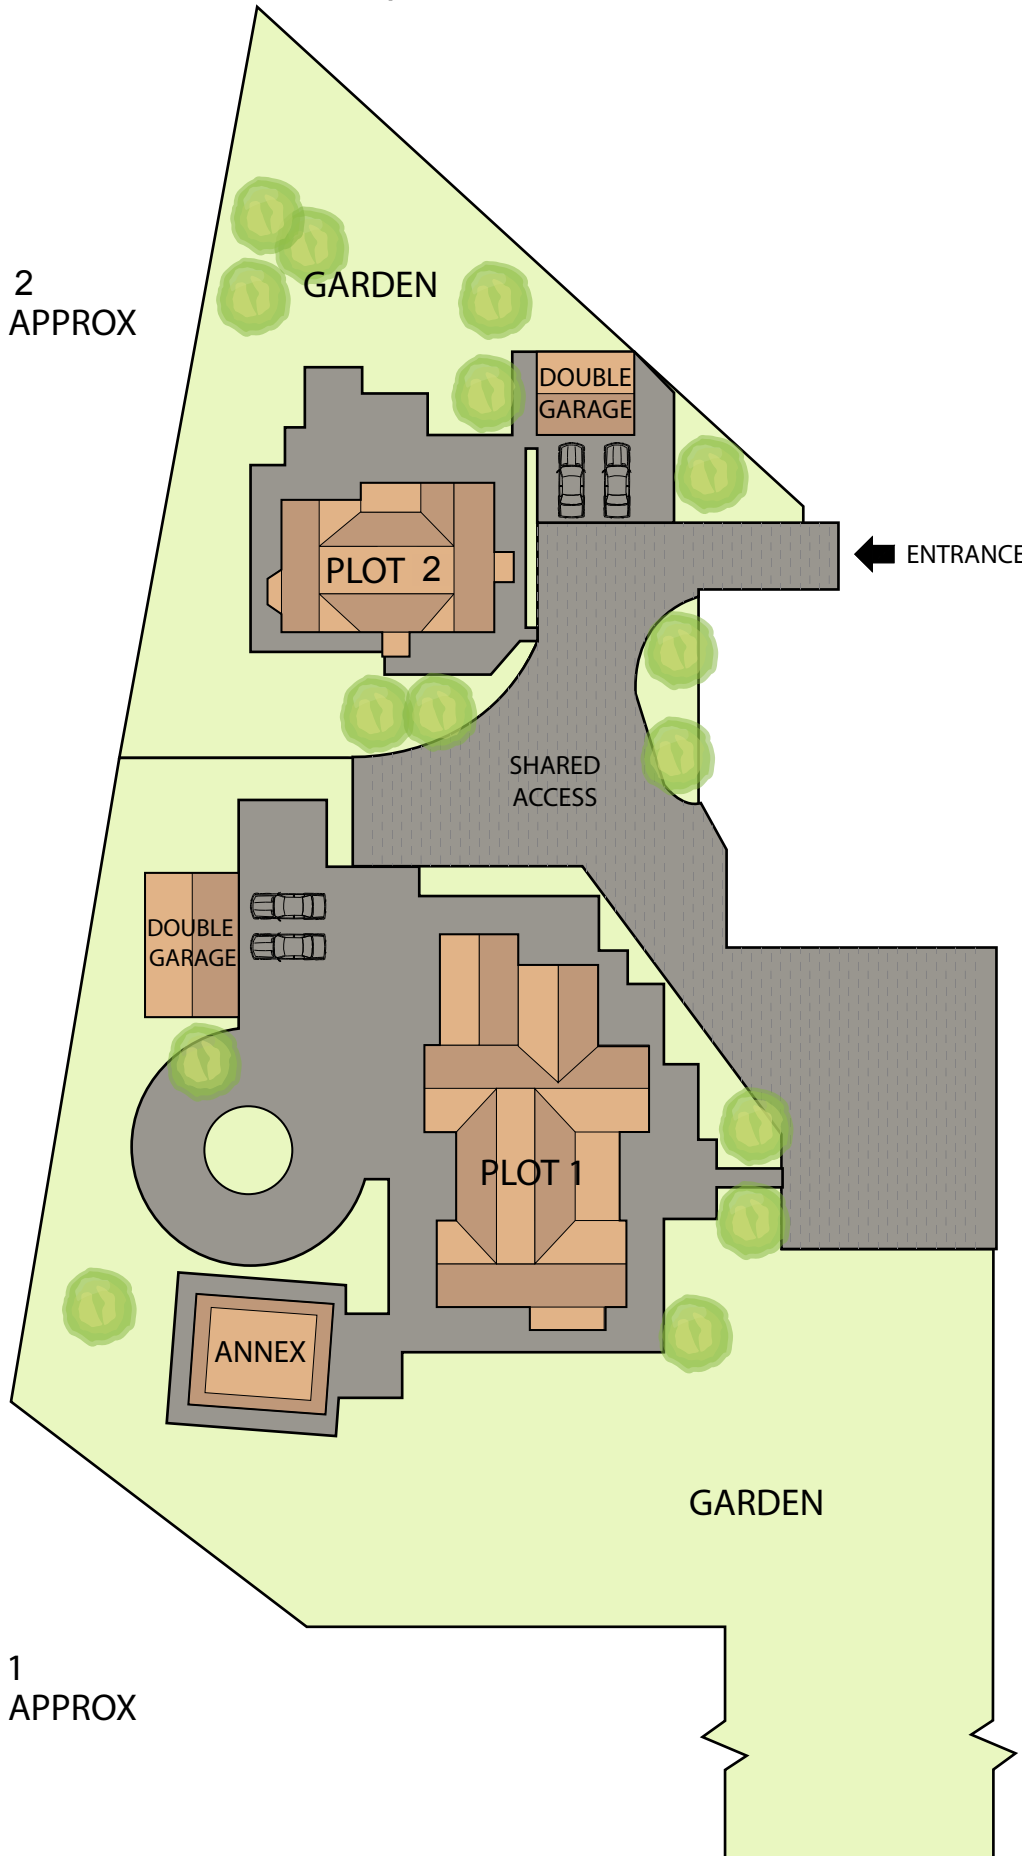 2
APPROX
GARDEN
DOUBLE
GARAGE
PLOT 2
ENTRANCE
SHARED
ACCESS
DOUBLE
GARAGE
PLOT 1
ANNEX
GARDEN
1
APPROX